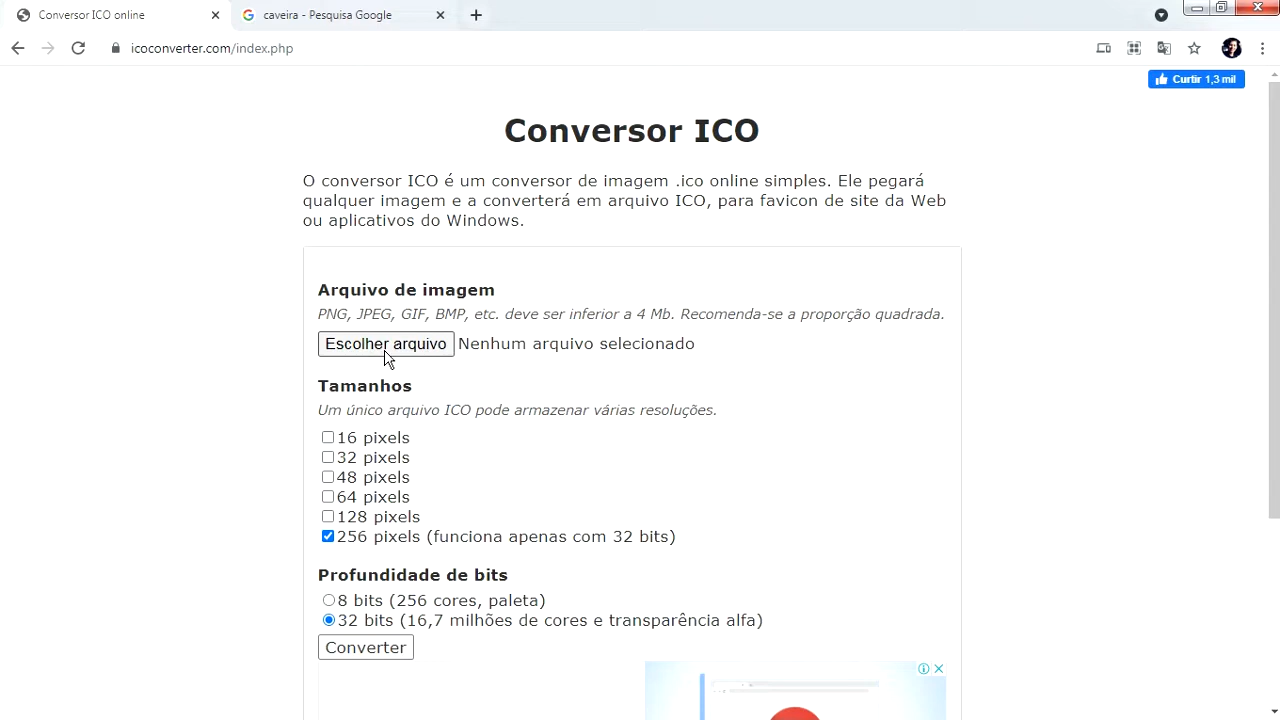 Conversor ICO online
caveira - Pesquisa Google
icoconverter.com/index.php
Curtir 1,3 mil
Conversor ICO
O conversor ICO é um conversor de imagem .ico online simples. Ele pegará
qualquer imagem e a converterá em arquivo ICO, para favicon de site da Web
ou aplicativos do Windows.
Arquivo de imagem
PNG, JPEG, GIF, BMP, etc. deve ser inferior a 4 Mb. Recomenda-se a proporção quadrada.
Escolher arquivo Nenhum arquivo selecionado
Tamanhos
Um único arquivo ICO pode armazenar várias resoluções.
16 pixels
32 pixels
48 pixels
64 pixels
128 pixels
256 pixels (funciona apenas com 32 bits)
Profundidade de bits
8 bits (256 cores, paleta)
32 bits (16,7 milhões de cores e transparência alfa)
Converter